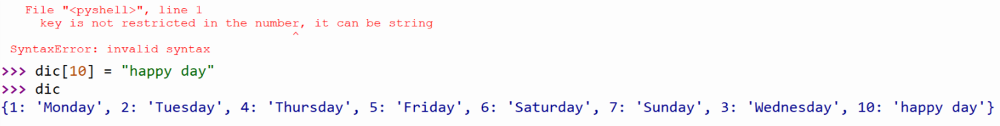 File "<pyshell>", line 1
key is not restricted in the number, it can be string
^
SyntaxError: invalid syntax
>>> dic[10] = "happy day"
>>> dic
{1: 'Monday', 2: 'Tuesday', 4: 'Thursday', 5: 'Friday', 6: 'Saturday', 7: 'Sunday', 3: 'Wednesday', 10: 'happy day'}